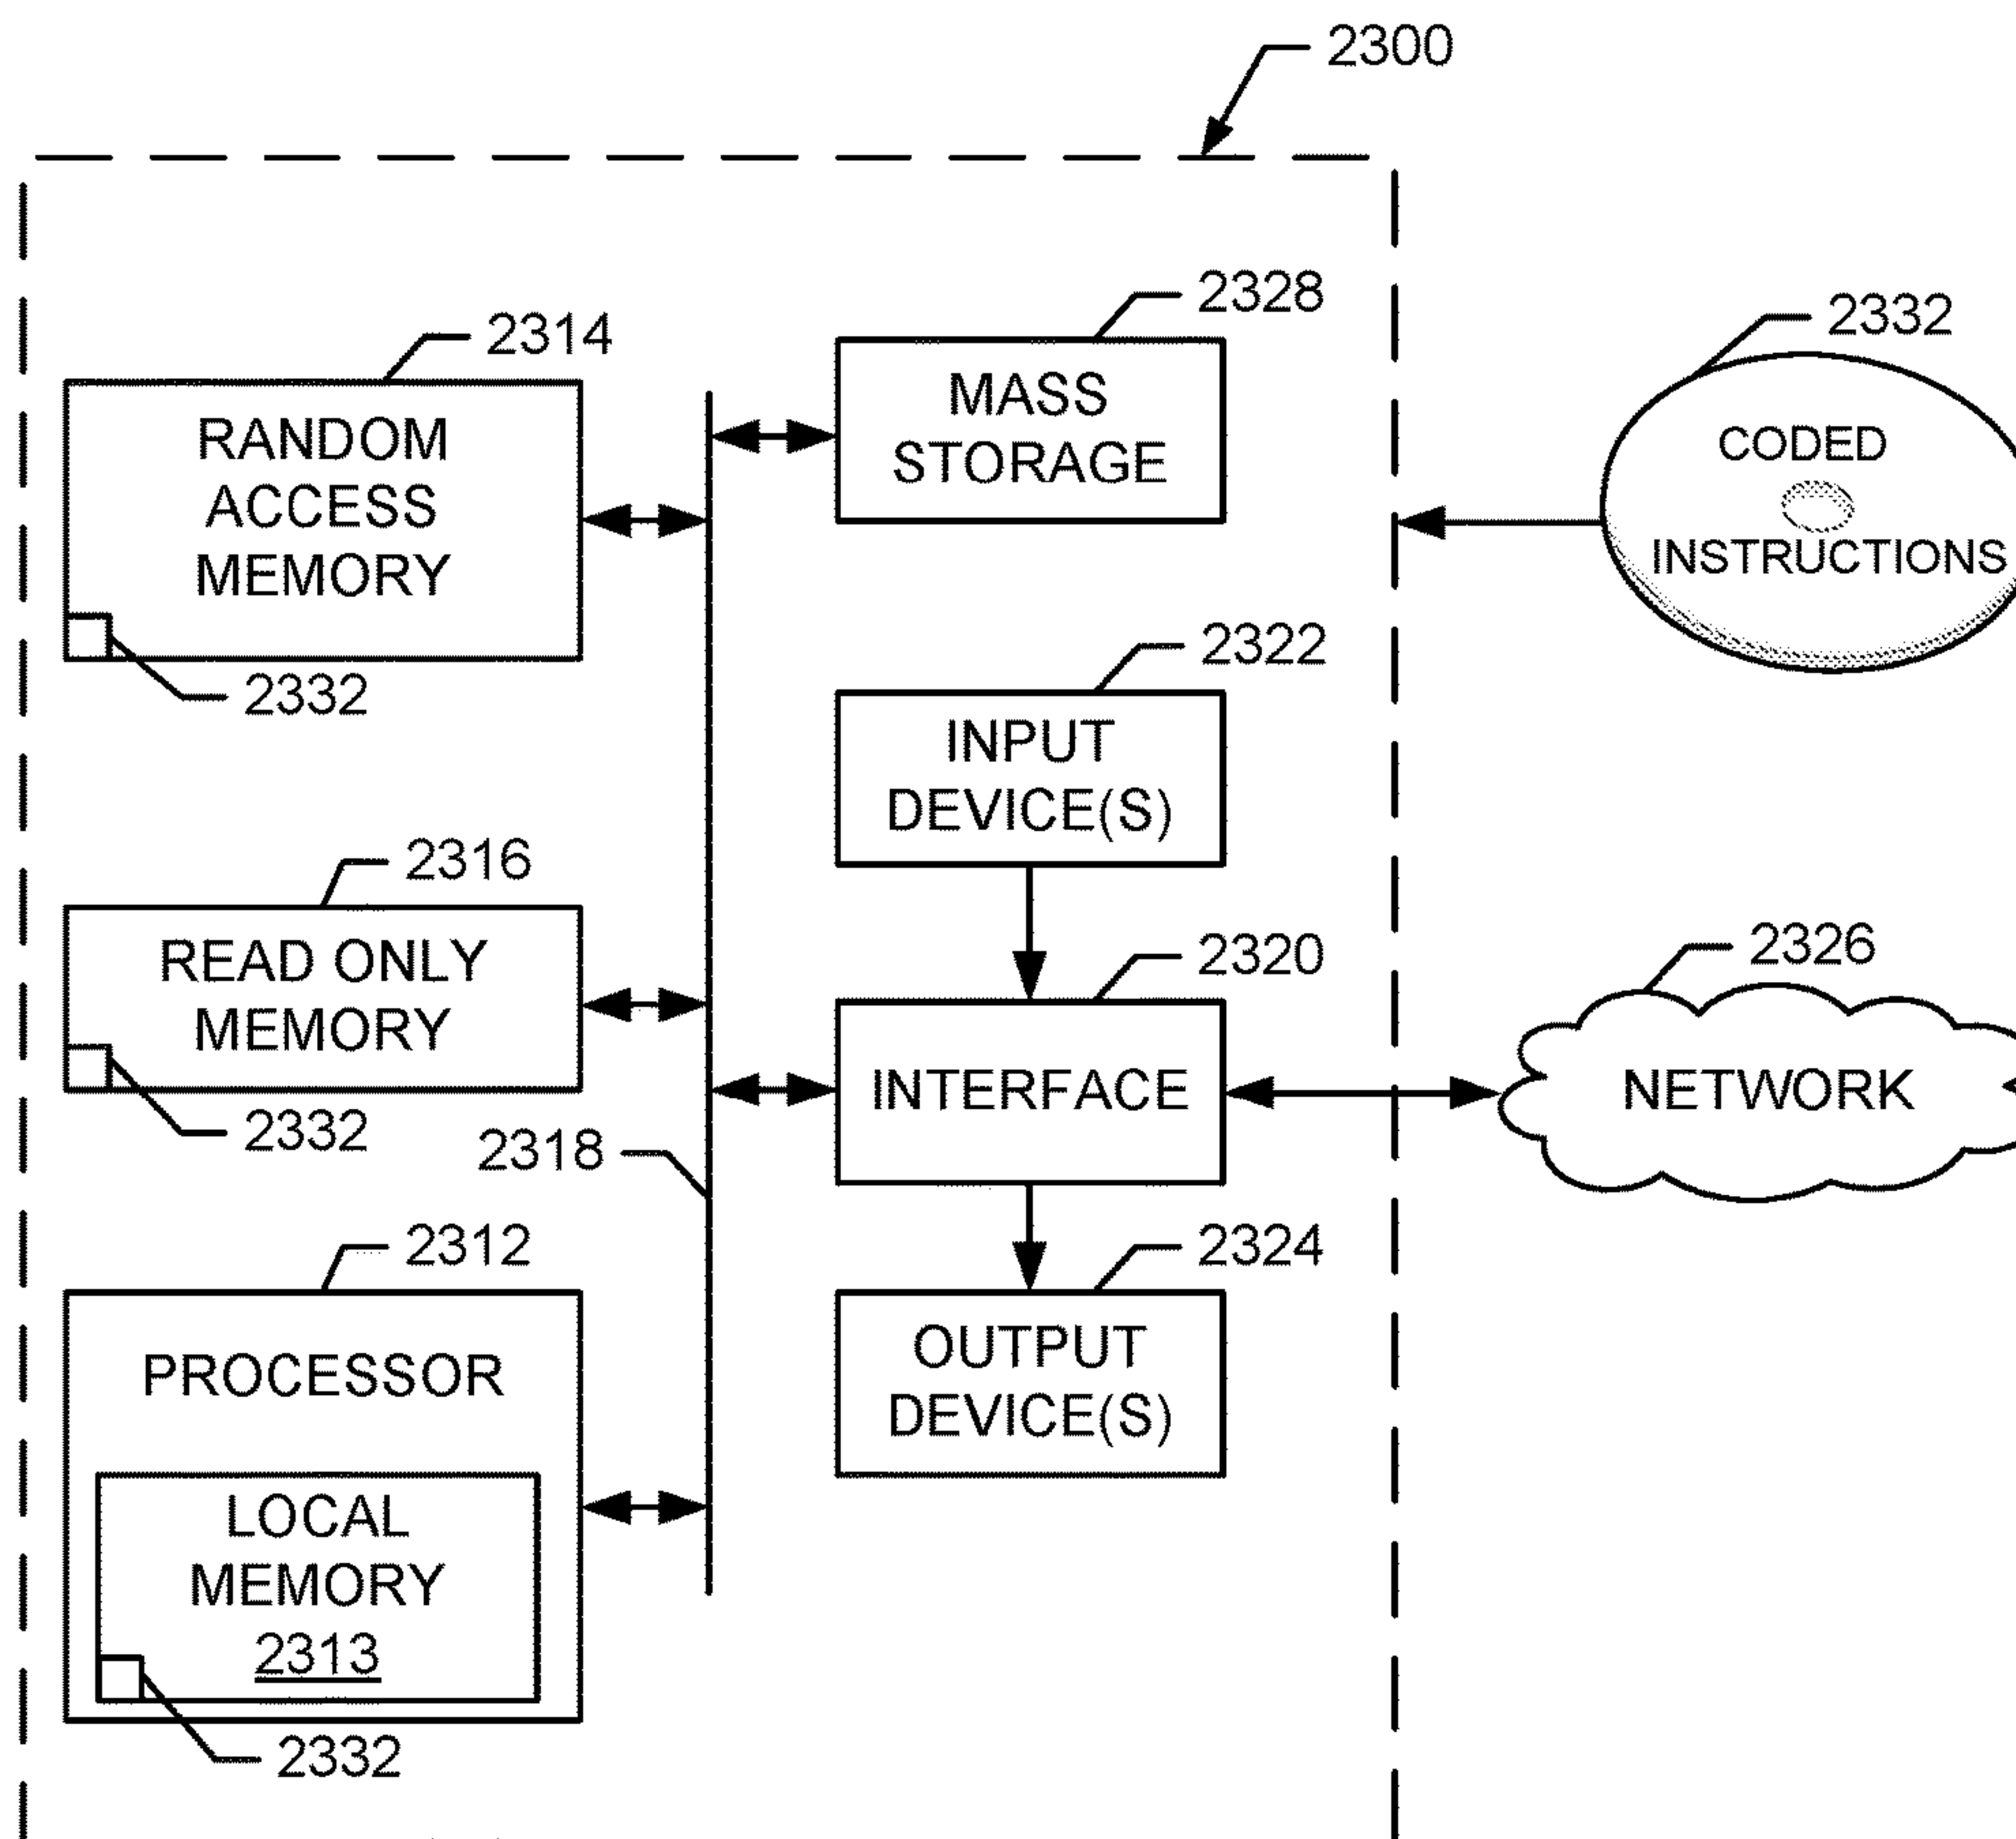 2300
2328
MASS
STORAGE
2314
RANDOM
ACCESS
MEMORY
2332
2332
CODED
INSTRUCTIONS
2322
INPUT
DEVICE(S)
2316
READ ONLY
MEMORY
2332
2318
2320
INTERFACE
2326
NETWORK
2312
PROCESSOR
LOCAL
MEMORY
2313
2332
2324
OUTPUT
DEVICE(S)